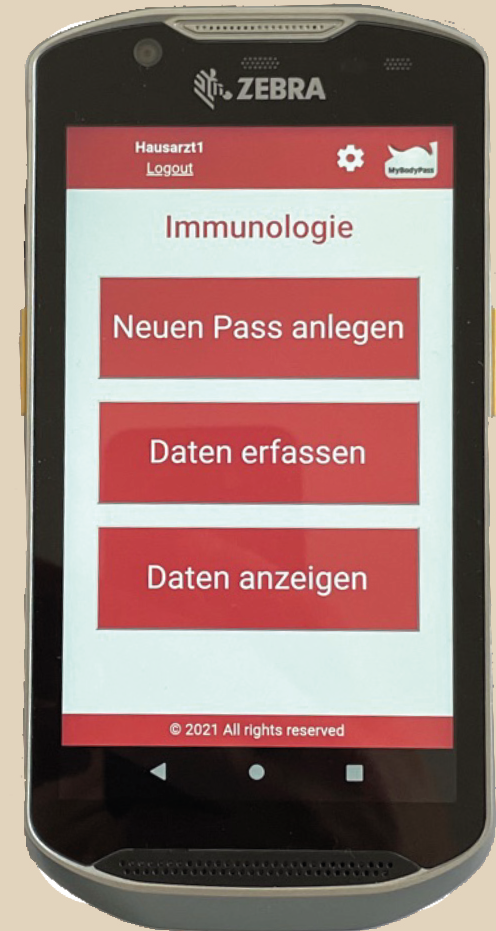 ZEBRA
Hausarzt1
Logout
MyBodyPass
Immunologie
Neuen Pass anlegen
Daten erfassen
Daten anzeigen
© 2021 All rights reserved